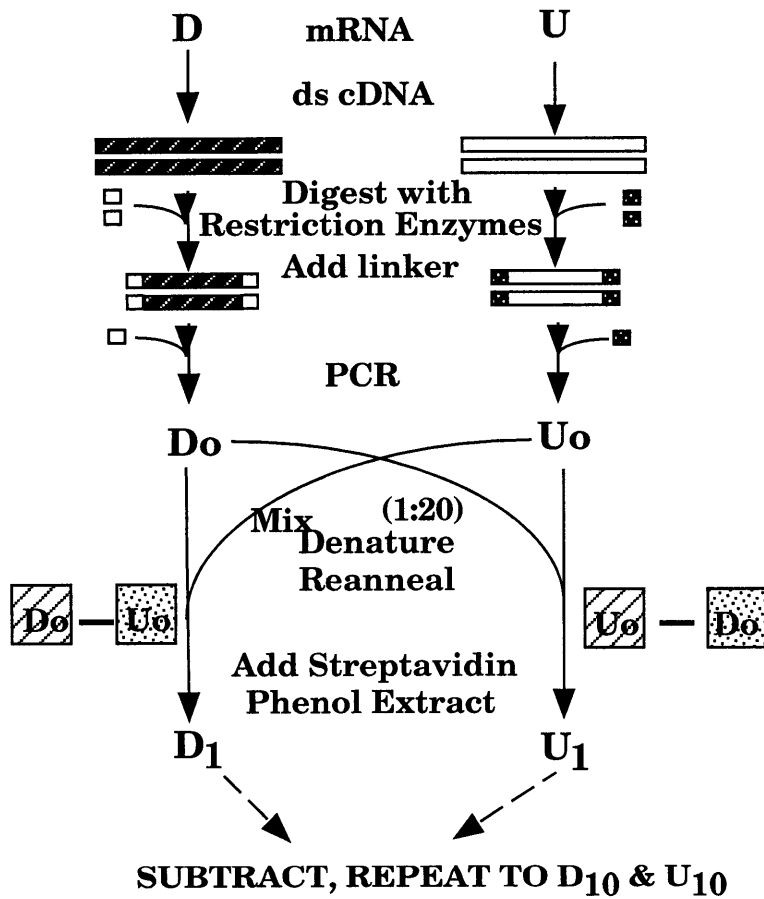 D mRNA U
ds cDNA
Digest with
Restriction Enzymes
Add linker
PCR
Do Uo
Mix (1:20)
Denature
Reanneal
Do Uo Uo Do
Add Streptavidin
Phenol Extract
D1 U1
SUBTRACT, REPEAT TO D10 & U10